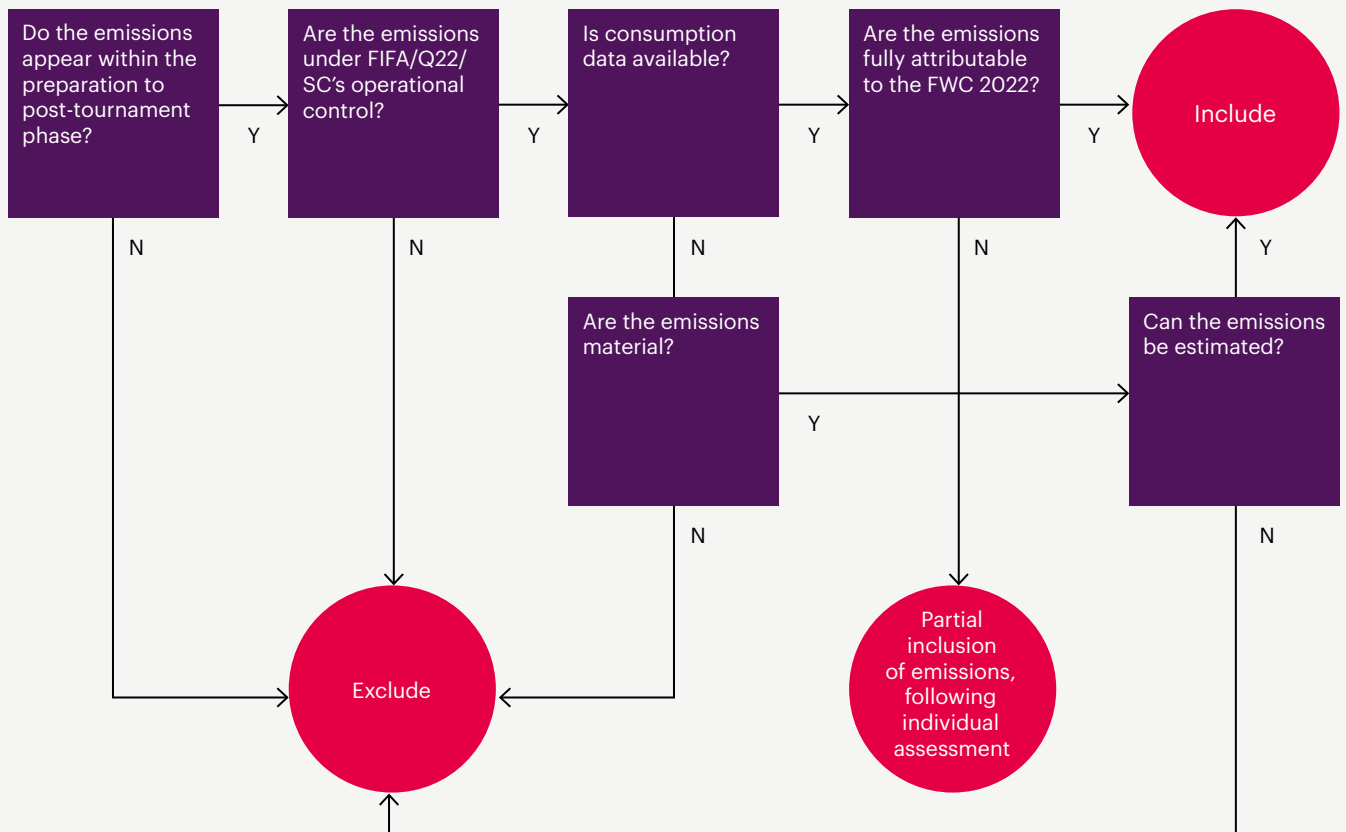 Do the emissions
appear within the
preparation to
post-tournament
phase?
Y
Are the emissions
under FIFA/Q22/
SC's operational
control?
Y
Is consumption
data available?
Y
Are the emissions
fully attributable
to the FWC 2022?
Y
Include
N
N
N
N
Y
Are the emissions
material?
Y
Can the emissions
be estimated?
N
N
Exclude
Partial
inclusion
of emissions,
following
individual
assessment